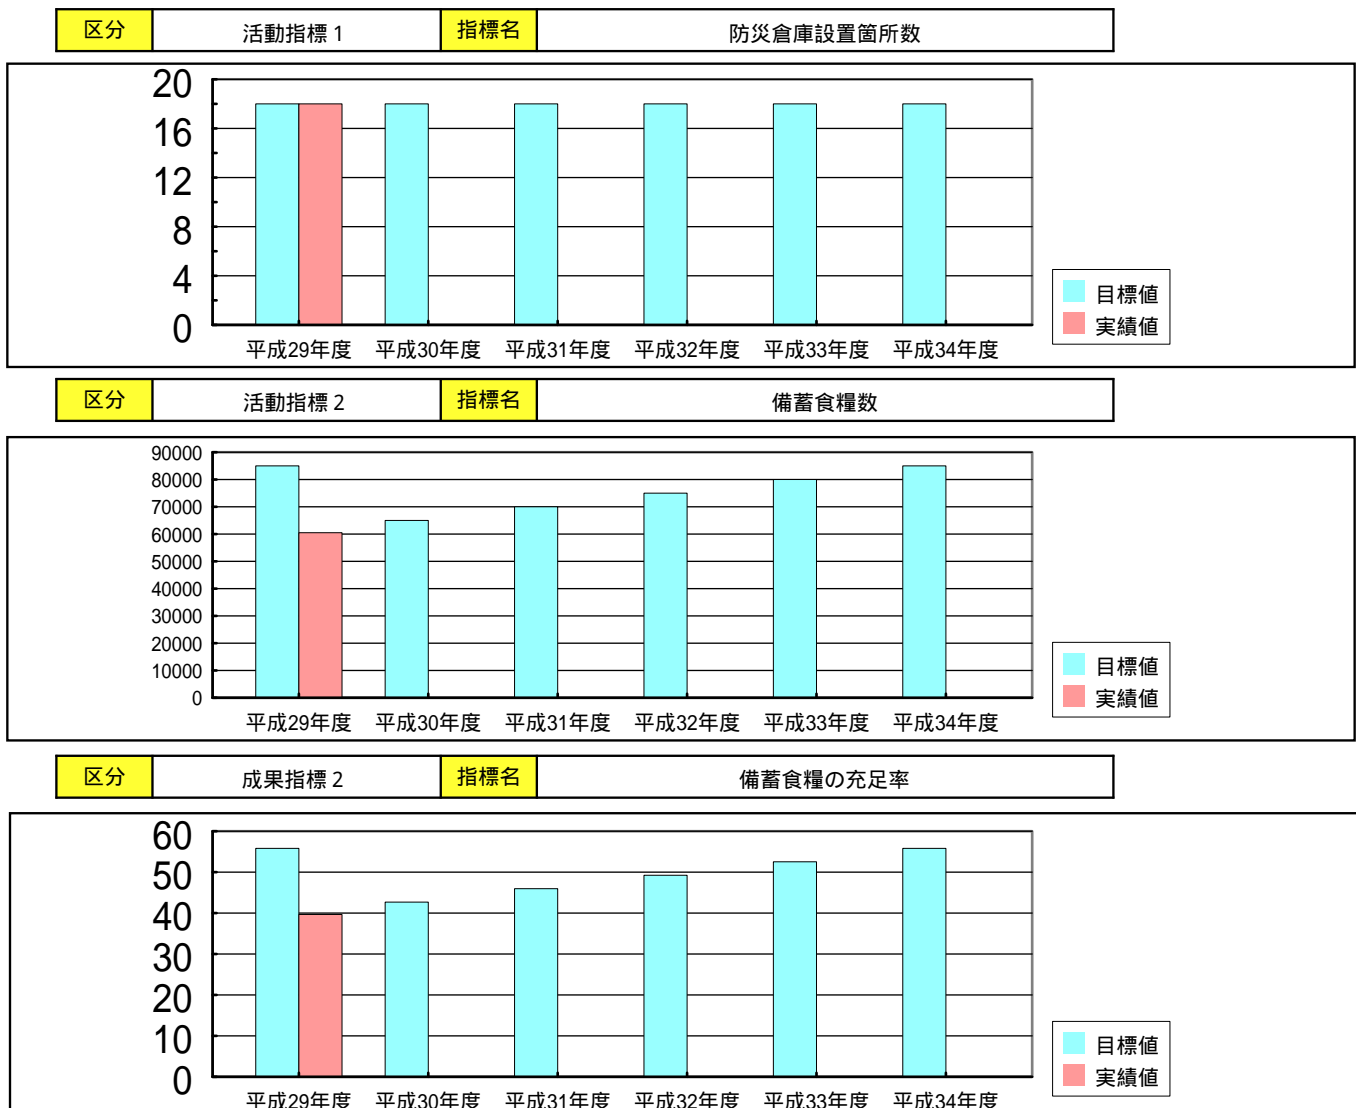 区分 活動指標１ 指標名 防災倉庫設置箇所数
20
16
12
8
4
0
平成29年度 平成30年度 平成31年度 平成32年度 平成33年度 平成34年度
目標値
実績値
区分 活動指標２ 指標名 備蓄食糧数
90000
80000
70000
60000
50000
40000
30000
20000
10000
0
平成29年度 平成30年度 平成31年度 平成32年度 平成33年度 平成34年度
目標値
実績値
区分 成果指標２ 指標名 備蓄食糧の充足率
60
50
40
30
20
10
0
平成29年度 平成30年度 平成31年度 平成32年度 平成33年度 平成34年度
目標値
実績値